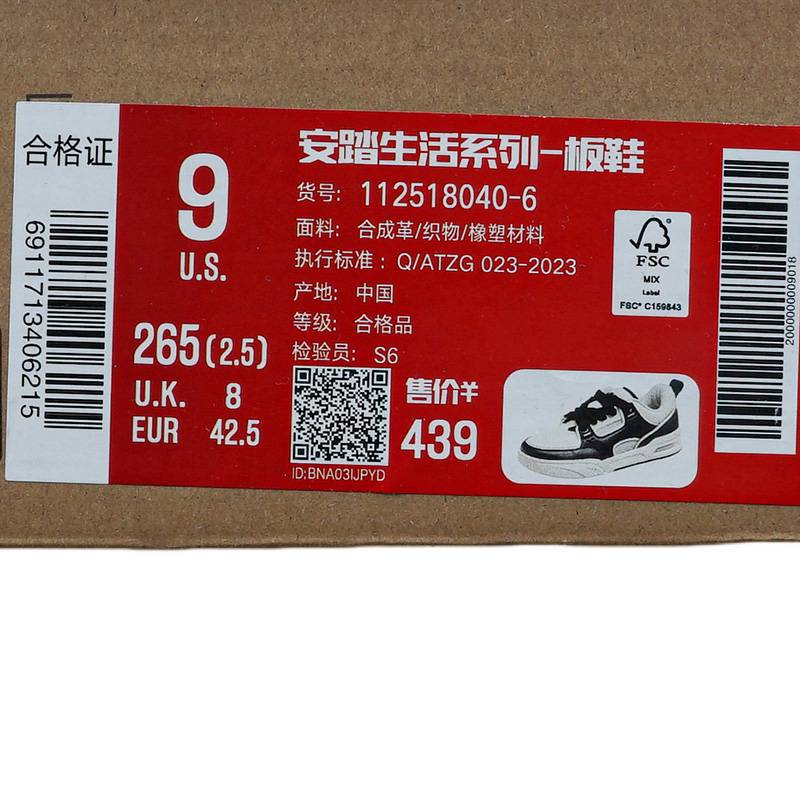 合格证
6911713406215
9
U.S.
265(2.5)
U.K. 8
EUR 42.5
安踏生活系列-板鞋
货号: 112518040-6
面料: 合成革/织物/橡塑材料
执行标准: Q/ATZG 023-2023
产地: 中国
等级: 合格品
检验员: S6
ID:BNA03IJPYD
售价¥
439
FSC
MIX
Label
FSC® C159843
2000000009018